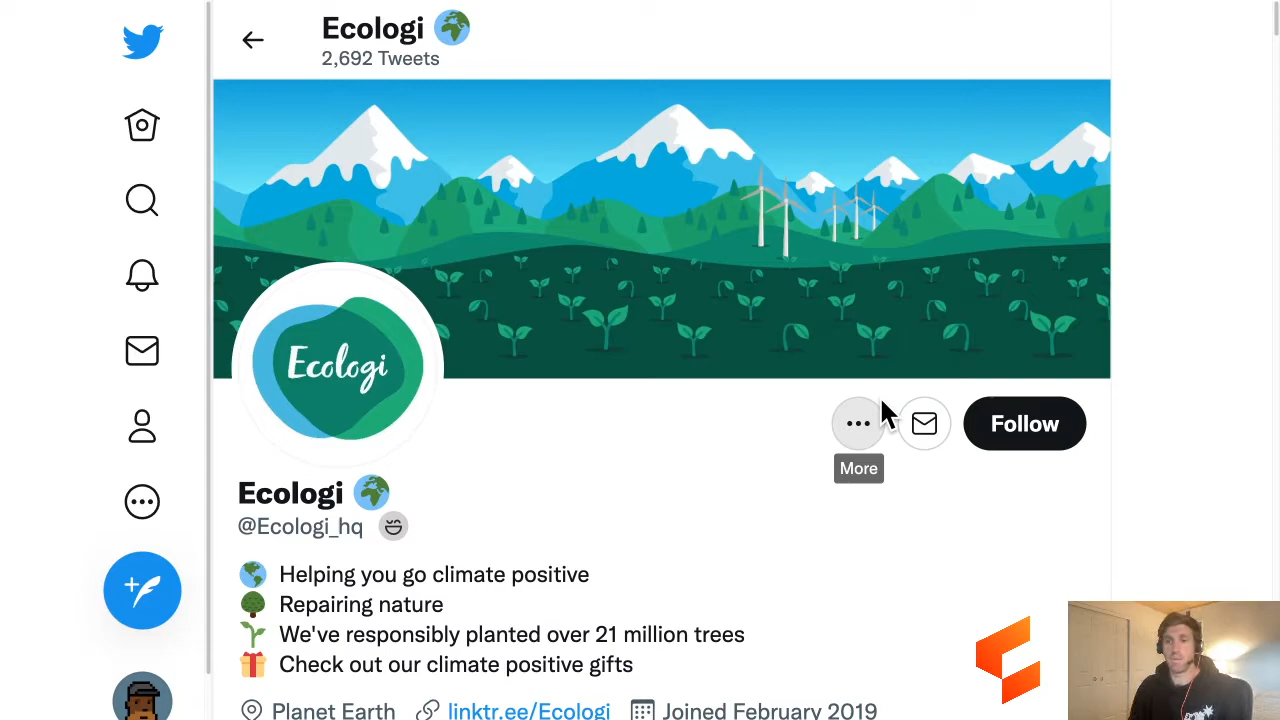 Ecologi
2,692 Tweets
Ecologi
Follow
More
Ecologi
@Ecologi_hq
Helping you go climate positive
Repairing nature
We've responsibly planted over 21 million trees
Check out our climate positive gifts
Planet Earth linktr.ee/Ecologi Joined February 2019